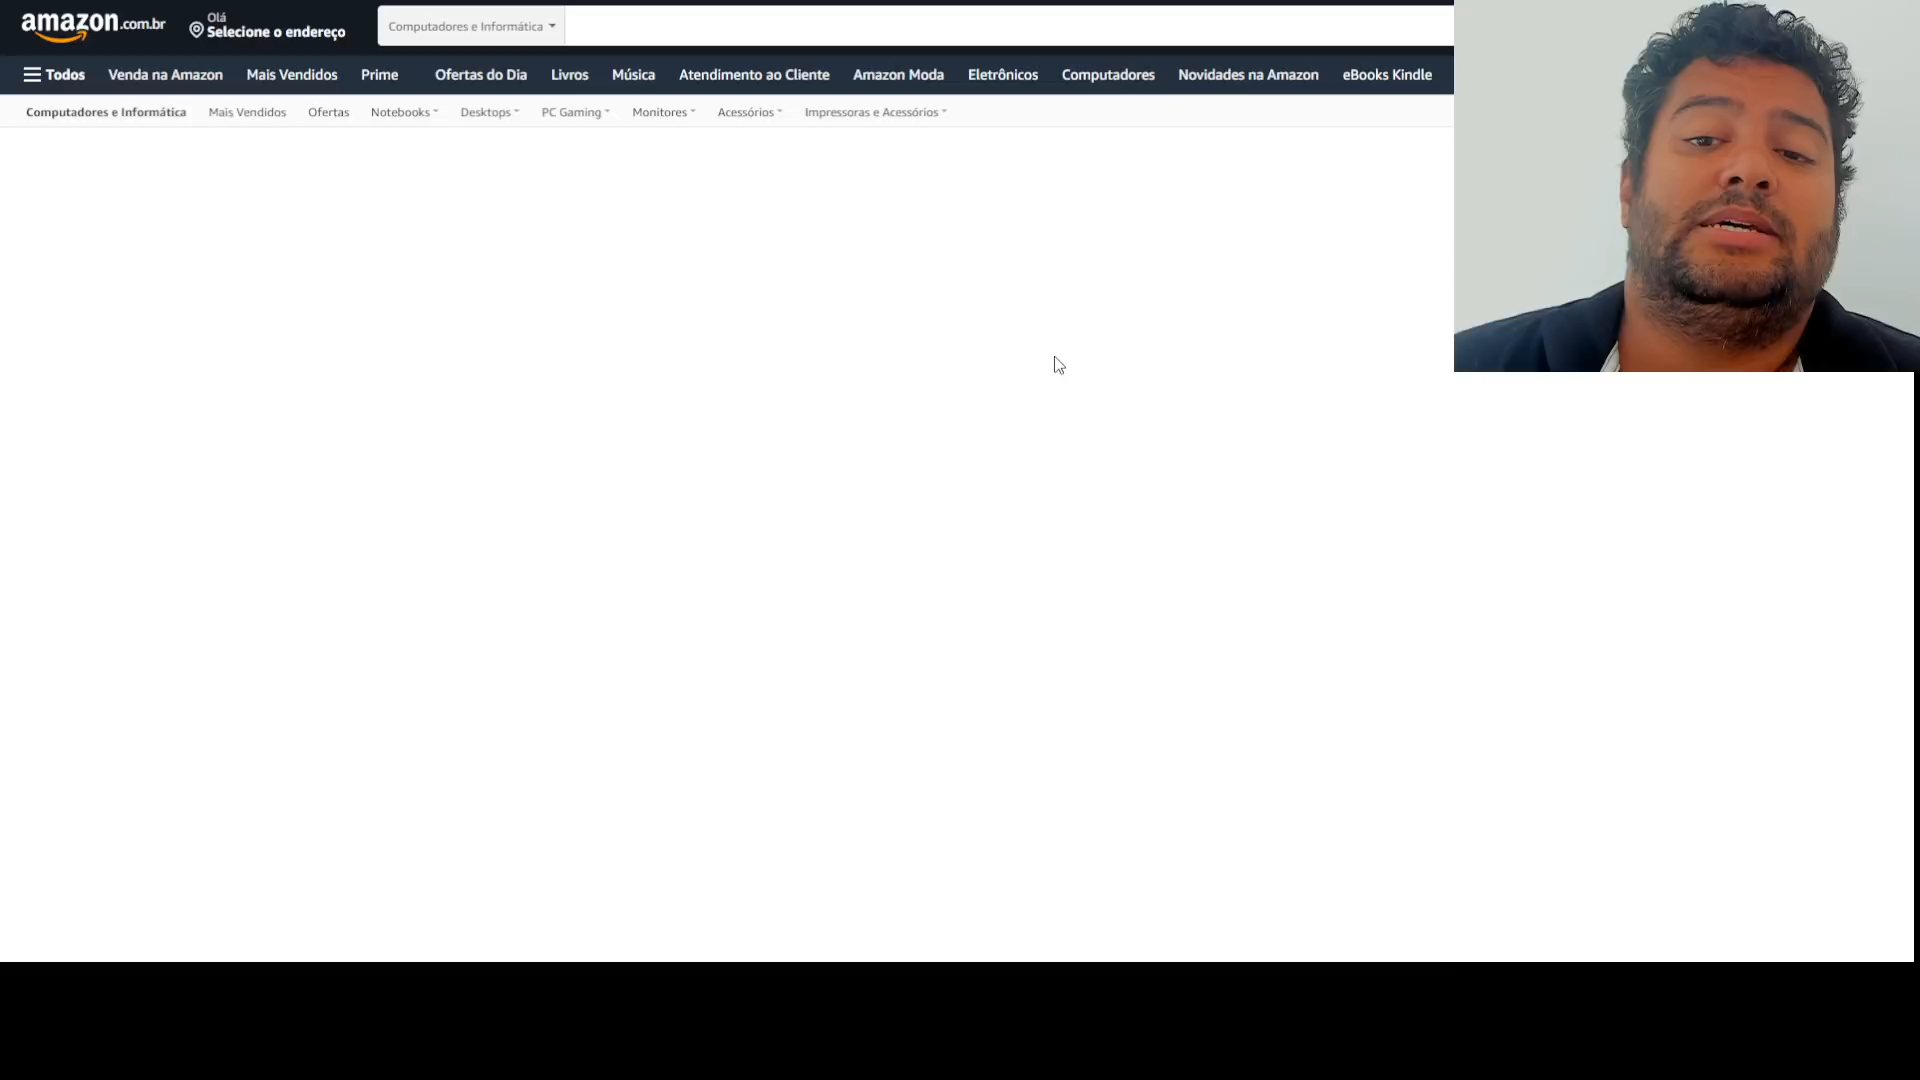 amazon.com.br
Olá
Selecione o endereço
Computadores e Informática
Todos Venda na Amazon Mais Vendidos Prime Ofertas do Dia Livros Música Atendimento ao Cliente Amazon Moda Eletrônicos Computadores Novidades na Amazon eBooks Kindle
Computadores e Informática Mais Vendidos Ofertas Notebooks Desktops PC Gaming Monitores Acessórios Impressoras e Acessórios